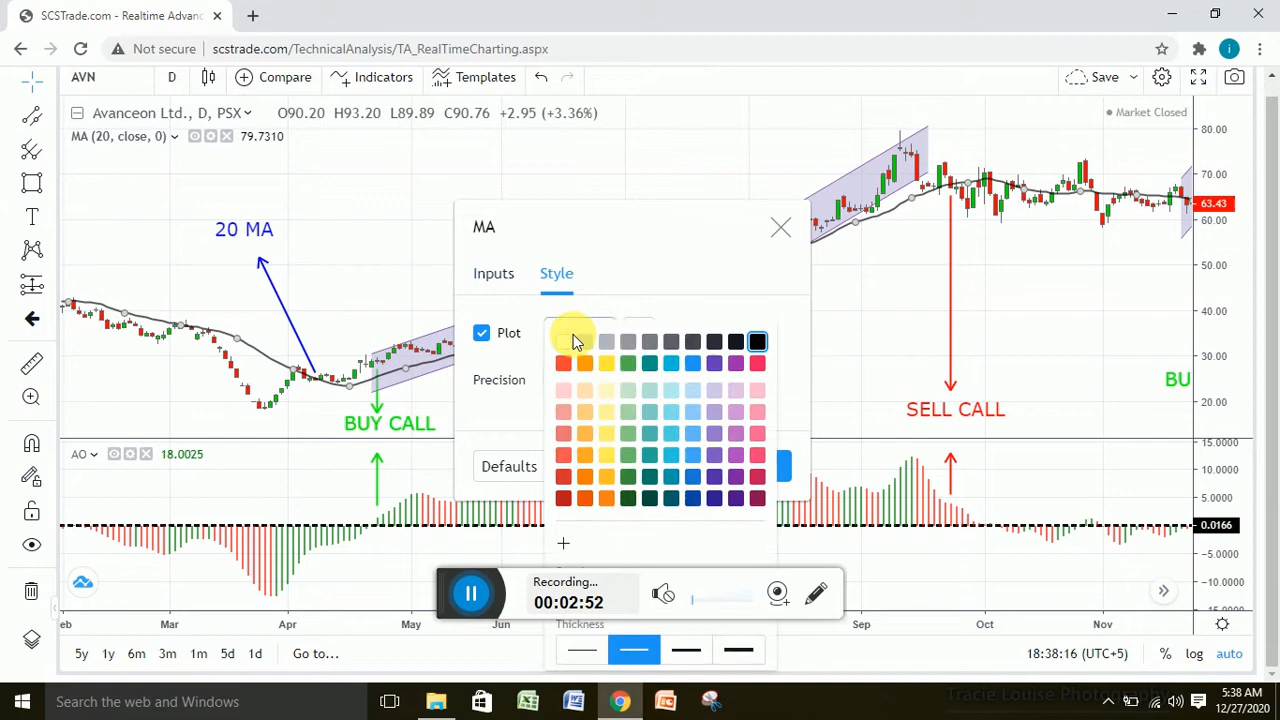 SCSTrade.com - Realtime Advanc
Not secure
scstrade.com/TechnicalAnalysis/TA_RealTimeCharting.aspx
i
AVN
D
Compare
Indicators
Templates
Save
Avanceon Ltd., D, PSX
O90.20 H93.20 L89.89 C90.76 +2.95 (+3.36%)
Market Closed
MA (20, close, 0)
79.7310
80.00
70.00
63.43
60.00
50.00
40.00
30.00
20.00
20 MA
BUY CALL
SELL CALL
BU
MA
Inputs
Style
Plot
Precision
Defaults
AO
18.0025
15.0000
10.0000
5.0000
0.0166
-5.0000
-10.0000
-15.0000
Recording...
00:02:52
Thickness
eb
Mar
Apr
May
Jun
Sep
Oct
Nov
5y 1y 6m 3m 1m 5d 1d Go to...
18:38:16 (UTC+5)
% log auto
Search the web and Windows
Tracie Louise Photography
5:38 AM
12/27/2020